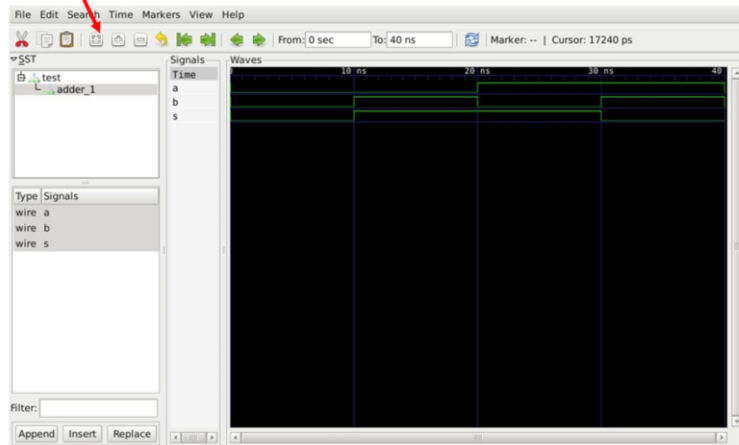 File Edit Search Time Markers View Help
From: 0 sec To: 40 ns Marker: -- | Cursor: 17240 ps
SST
test
adder_1
Type Signals
wire a
wire b
wire s
Filter:
Append Insert Replace
Signals
Time
a
b
s
Waves
10 ns 20 ns 30 ns 40